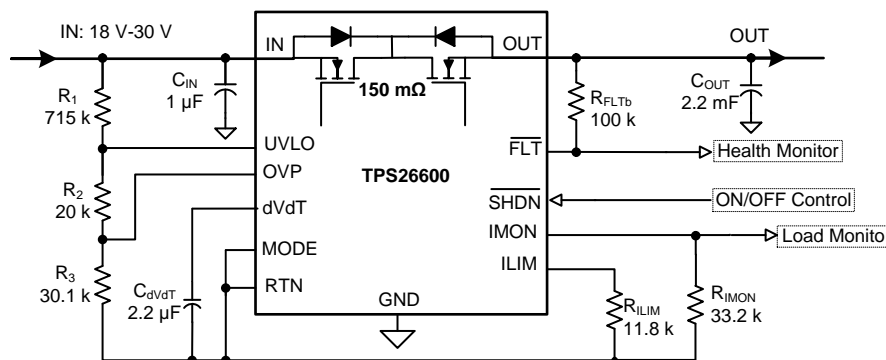 IN: 18 V-30 V
IN
OUT
OUT
CIN
1 µF
R1
715 k
150 mΩ
RFLTb
100 k
COUT
2.2 mF
UVLO
FLT
Health Monitor
OVP
TPS26600
R2
20 k
dVdT
SHDN
ON/OFF Control
MODE
IMON
Load Monito
R3
30.1 k
CdVdT
2.2 µF
RTN
ILIM
GND
RILIM
11.8 k
RIMON
33.2 k